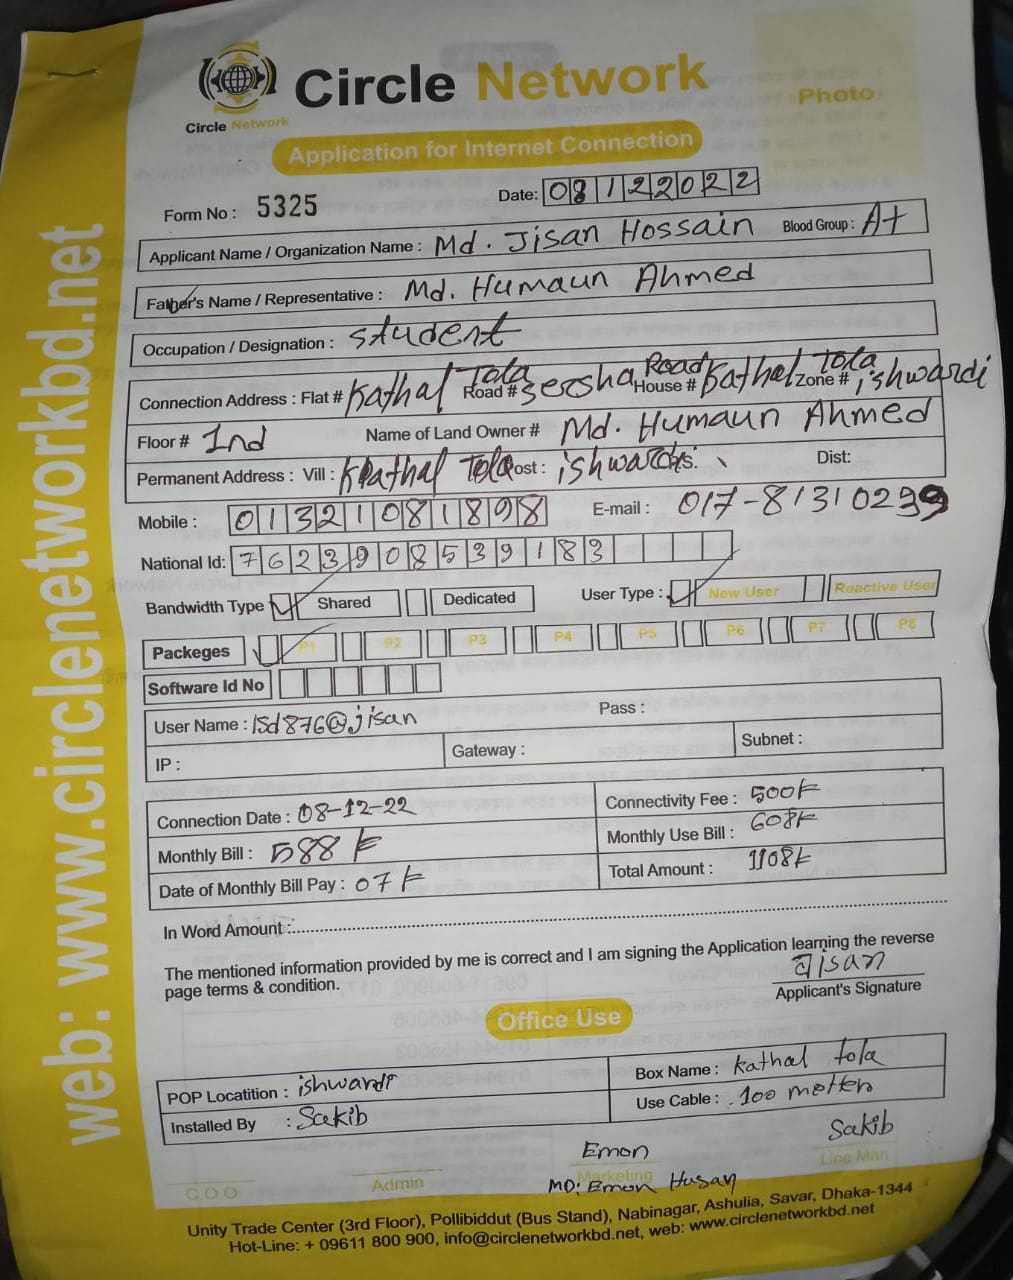 Circle Network
Circle Network
Photo
Application for Internet Connection
Form No : 5325
Date: 08122022
Applicant Name / Organization Name : Md. Jisan Hossain Blood Group : A+
Father's Name / Representative : Md. Humaun Ahmed
Occupation / Designation : student
Connection Address : Flat # Kathal Tola Road # Road House # Kathal Tola Zone # ishwardi
Floor # 1nd Name of Land Owner # Md. Humaun Ahmed
Permanent Address : Vill : Kathal Tola Post : ishwardi Dist:
Mobile : 01321081898 E-mail : 017-81310299
National Id: 7623908539183
Bandwidth Type Shared Dedicated User Type : New User Reactive User
Packeges P1 P2 P3 P4 P5 P6 P7 P8
Software Id No
User Name : ISd876@jisan Pass :
IP : Gateway : Subnet :
Connection Date : 08-12-22 Connectivity Fee : 500৳
Monthly Bill : 588 ৳ Monthly Use Bill : 608৳
Date of Monthly Bill Pay : 07 ৳ Total Amount : 1108৳
In Word Amount :
The mentioned information provided by me is correct and I am signing the Application learning the reverse
page terms & condition.
Jisan
Applicant's Signature
Office Use
POP Locatition : ishwardi Box Name : Kathal tola
Installed By : Sakib Use Cable : 100 metter
Emon Sakib
C.O.O Admin Marketing Line Man
MD: Emon Hosan
Unity Trade Center (3rd Floor), Pollibiddut (Bus Stand), Nabinagar, Ashulia, Savar, Dhaka-1344
Hot-Line: + 09611 800 900, info@circlenetworkbd.net, web: www.circlenetworkbd.net
web: www.circlenetworkbd.net